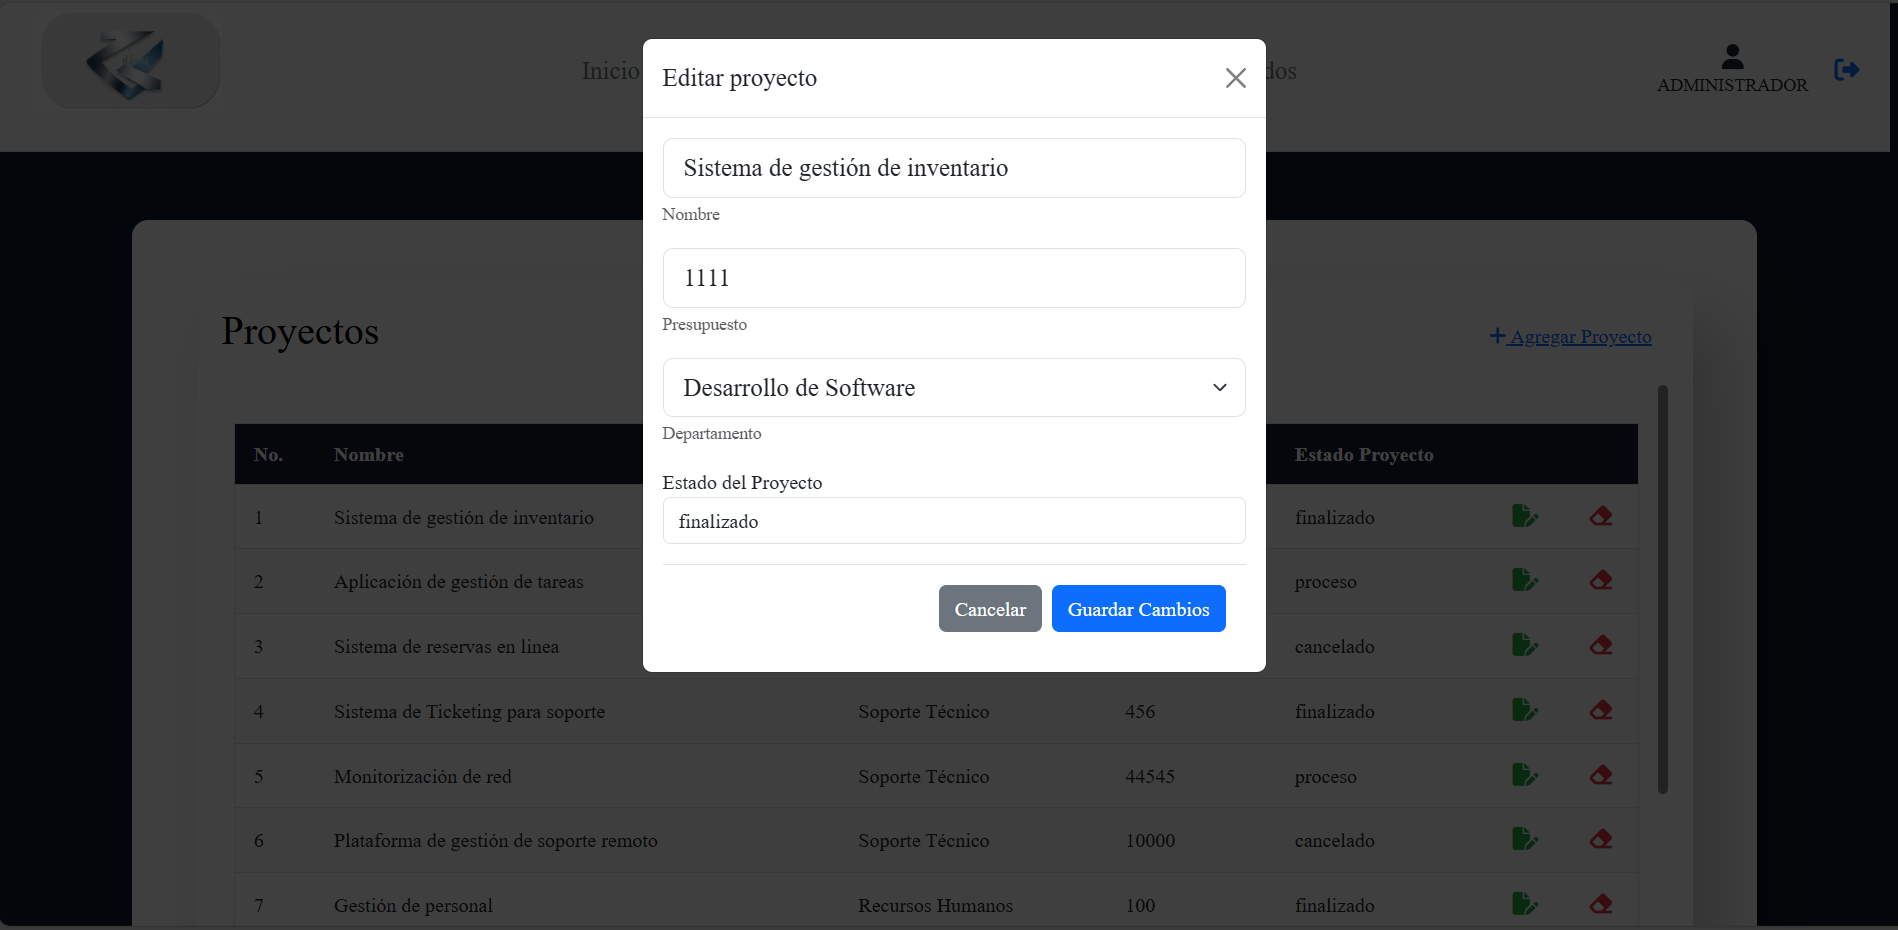 Inicio
dos
ADMINISTRADOR
Editar proyecto
Sistema de gestión de inventario
Nombre
1111
Presupuesto
Desarrollo de Software
Departamento
Estado del Proyecto
finalizado
Cancelar Guardar Cambios
Proyectos
Agregar Proyecto
No. Nombre Estado Proyecto
1 Sistema de gestión de inventario finalizado
2 Aplicación de gestión de tareas proceso
3 Sistema de reservas en linea cancelado
4 Sistema de Ticketing para soporte Soporte Técnico 456 finalizado
5 Monitorización de red Soporte Técnico 44545 proceso
6 Plataforma de gestión de soporte remoto Soporte Técnico 10000 cancelado
7 Gestión de personal Recursos Humanos 100 finalizado